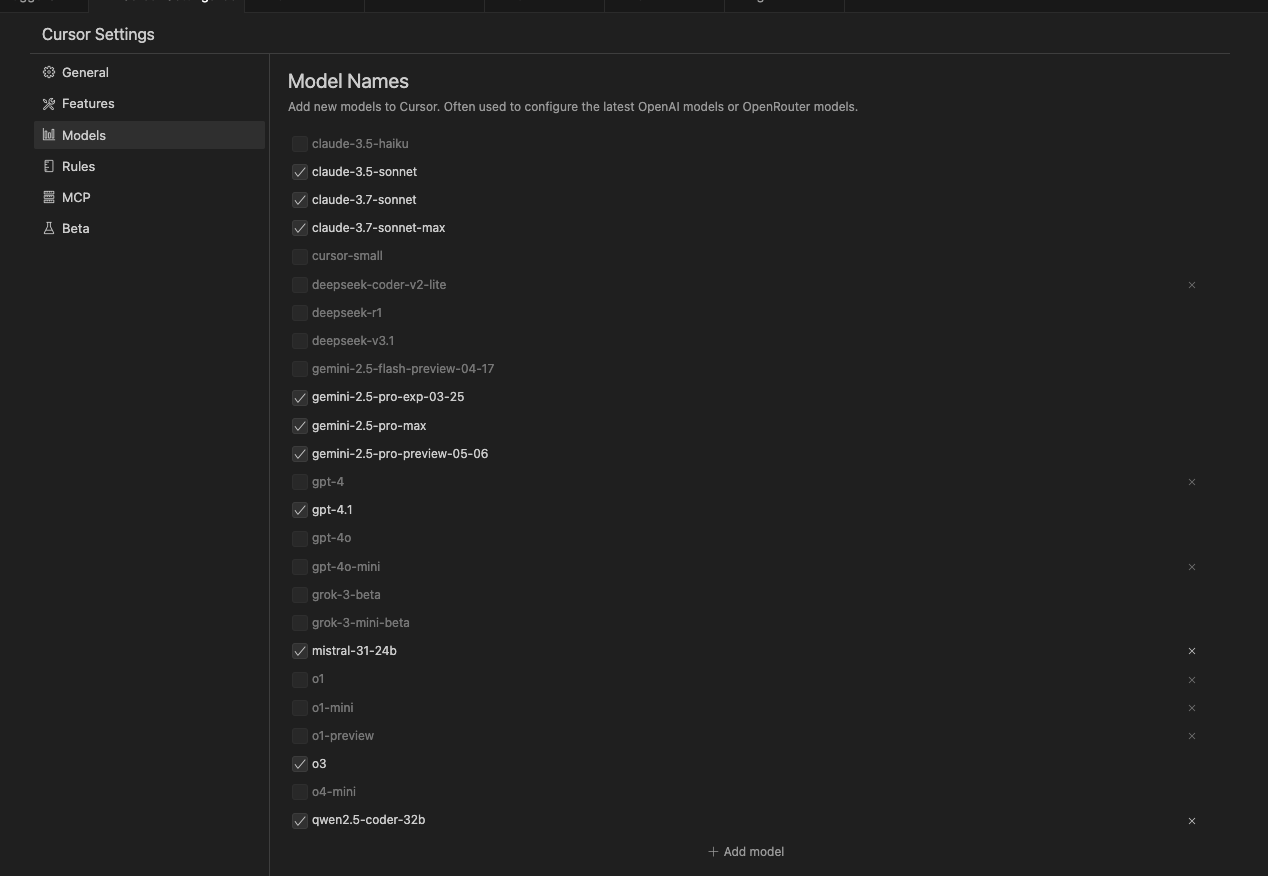 Cursor Settings
General
Features
Models
Rules
MCP
Beta
Model Names
Add new models to Cursor. Often used to configure the latest OpenAI models or OpenRouter models.
claude-3.5-haiku
claude-3.5-sonnet
claude-3.7-sonnet
claude-3.7-sonnet-max
cursor-small
deepseek-coder-v2-lite
deepseek-r1
deepseek-v3.1
gemini-2.5-flash-preview-04-17
gemini-2.5-pro-exp-03-25
gemini-2.5-pro-max
gemini-2.5-pro-preview-05-06
gpt-4
gpt-4.1
gpt-4o
gpt-4o-mini
grok-3-beta
grok-3-mini-beta
mistral-31-24b
o1
o1-mini
o1-preview
o3
o4-mini
qwen2.5-coder-32b
+ Add model